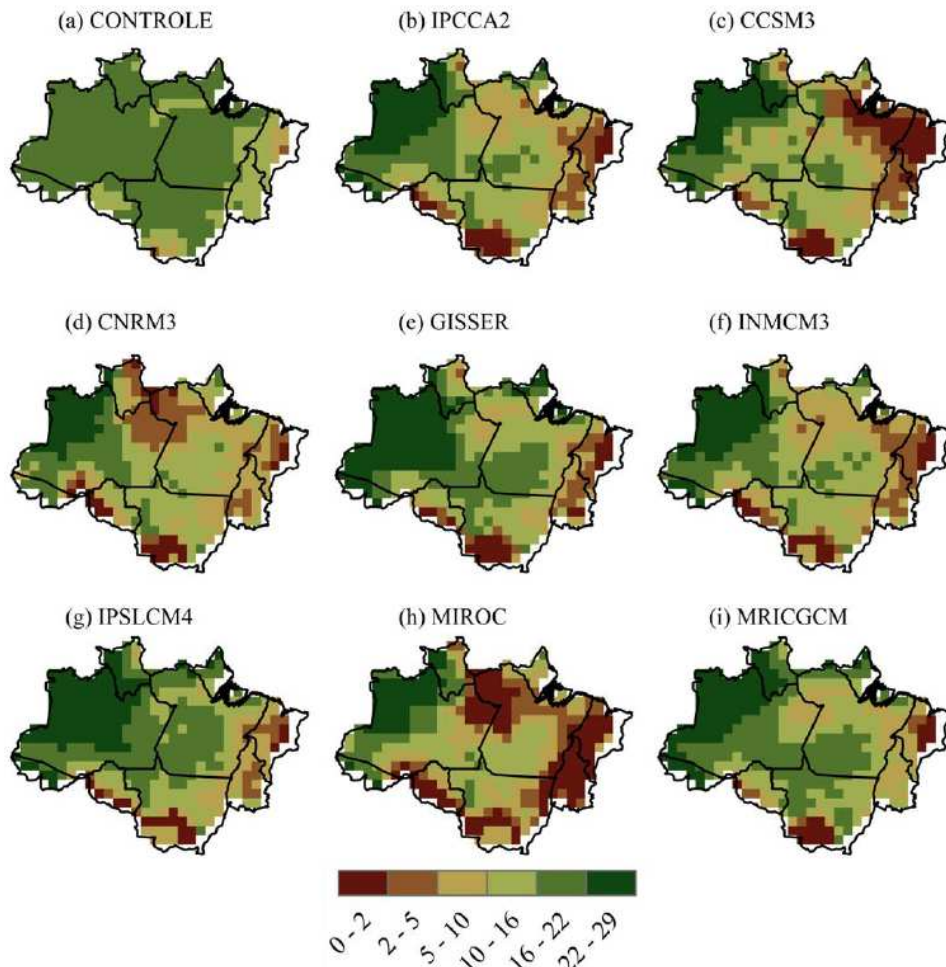 (a) CONTROLE
(b) IPCCA2
(c) CCSM3
(d) CNRM3
(e) GISSER
(f) INMCM3
(g) IPSLCM4
(h) MIROC
(i) MRICGCM
0 - 2
2 - 5
5 - 10
10 - 16
16 - 22
22 - 29